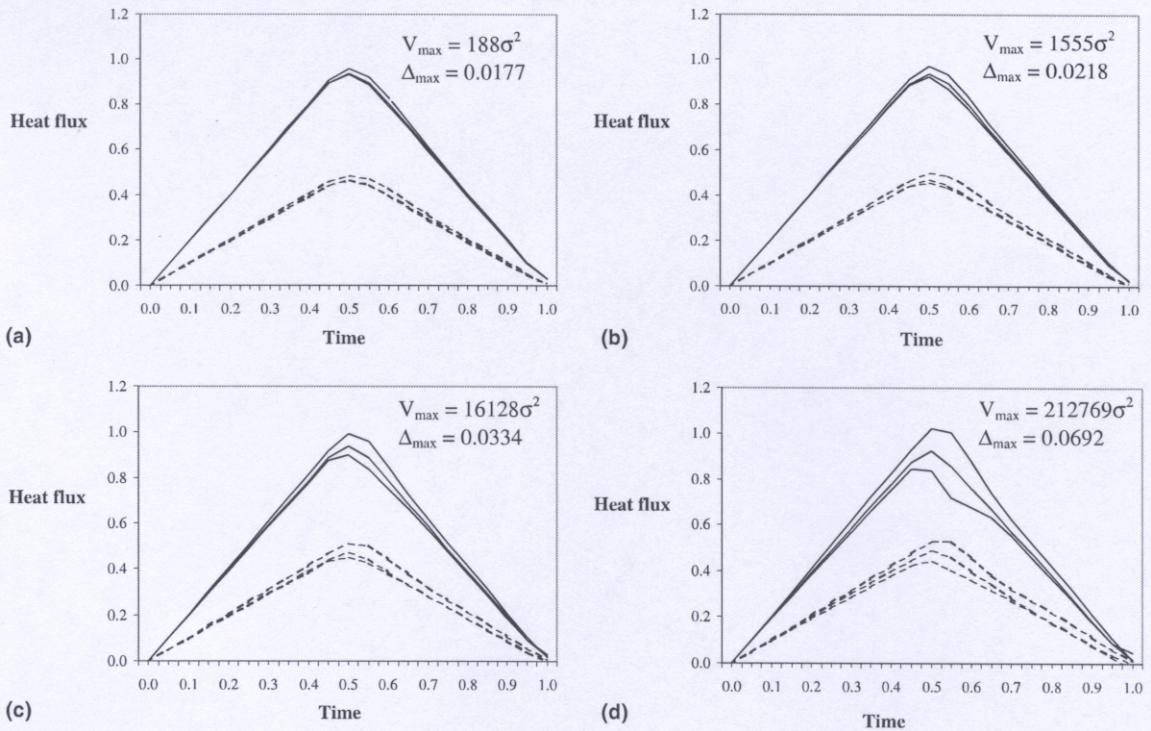 1.2
1.0
0.8
0.6
0.4
0.2
0.0
Heat flux
V_max = 188σ²
Δ_max = 0.0177
0.0 0.1 0.2 0.3 0.4 0.5 0.6 0.7 0.8 0.9 1.0
Time
(a)
1.2
1.0
0.8
0.6
0.4
0.2
0.0
Heat flux
V_max = 1555σ²
Δ_max = 0.0218
0.0 0.1 0.2 0.3 0.4 0.5 0.6 0.7 0.8 0.9 1.0
Time
(b)
1.2
1.0
0.8
0.6
0.4
0.2
0.0
Heat flux
V_max = 16128σ²
Δ_max = 0.0334
0.0 0.1 0.2 0.3 0.4 0.5 0.6 0.7 0.8 0.9 1.0
Time
(c)
1.2
1.0
0.8
0.6
0.4
0.2
0.0
Heat flux
V_max = 212769σ²
Δ_max = 0.0692
0.0 0.1 0.2 0.3 0.4 0.5 0.6 0.7 0.8 0.9 1.0
Time
(d)